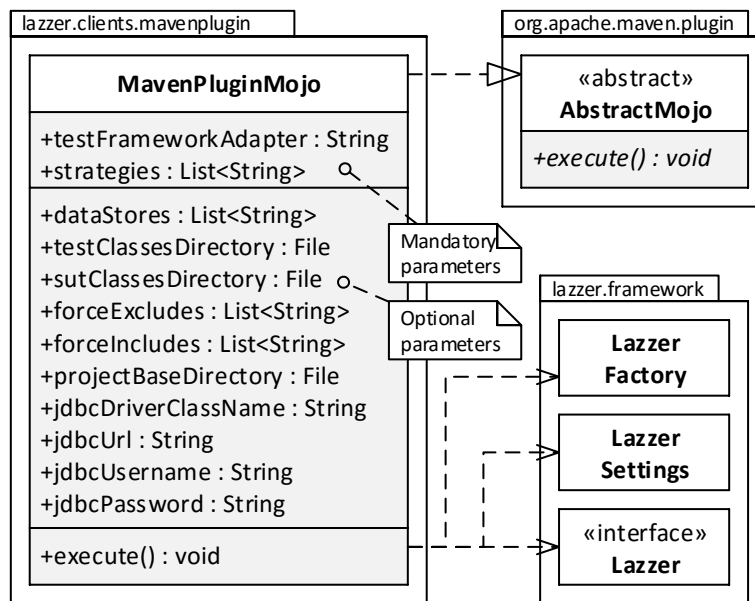 lazzer.clients.mavenplugin
MavenPluginMojo
+testFrameworkAdapter : String
+strategies : List<String>
+dataStores : List<String>
+testClassesDirectory : File
+sutClassesDirectory : File
+forceExcludes : List<String>
+forceIncludes : List<String>
+projectBaseDirectory : File
+jdbcDriverClassName : String
+jdbcUrl : String
+jdbcUsername : String
+jdbcPassword : String
+execute() : void
Mandatory
parameters
Optional
parameters
org.apache.maven.plugin
«abstract»
AbstractMojo
+execute() : void
lazzer.framework
Lazzer
Factory
Lazzer
Settings
«interface»
Lazzer